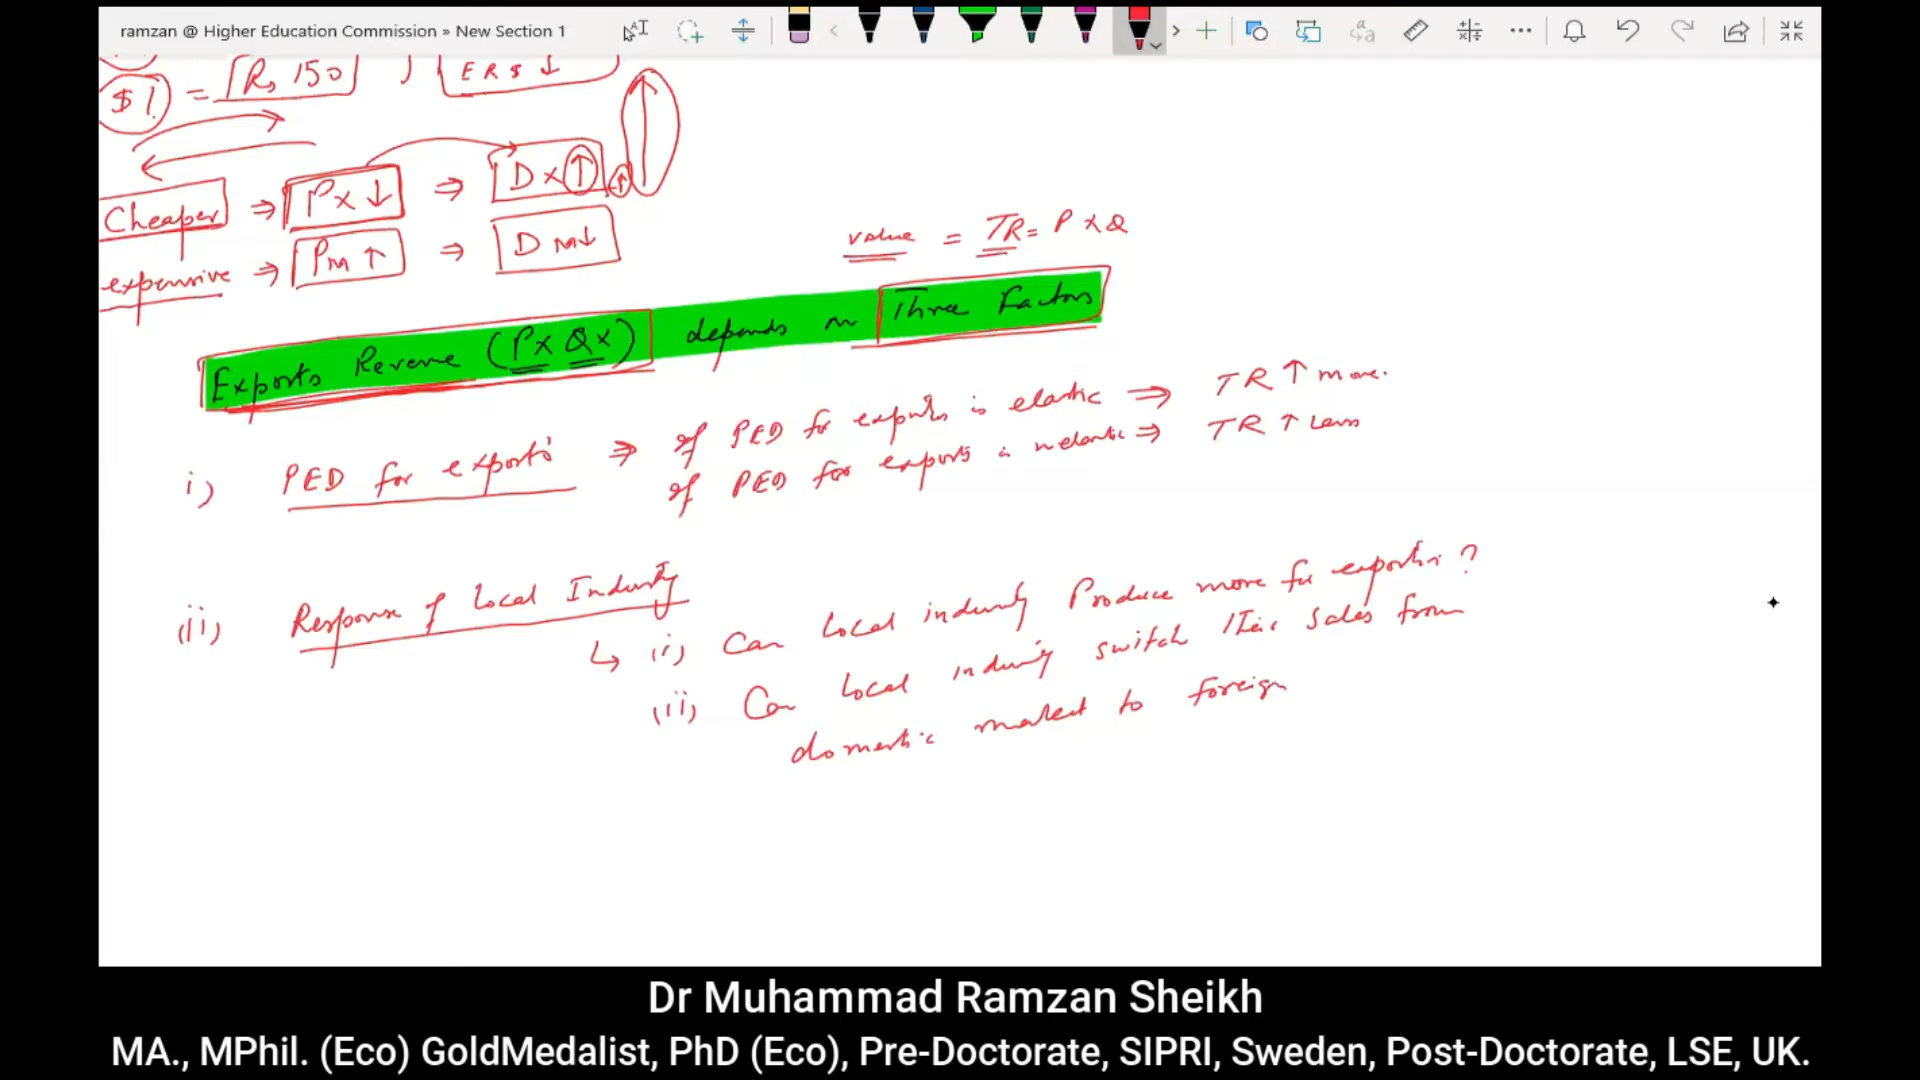 ramzan @ Higher Education Commission » New Section 1
$1 = Rs 150 ) ER$ ↓
Cheaper ⇒ Px ↓ ⇒ Dx ↑ ↑
expensive ⇒ PM ↑ ⇒ DM ↓
value = TR = P x Q
Exports Revenue (Px Qx) depends on Three Factors
i) PED for exports ⇒ If PED for exports is elastic ⇒ TR ↑ more.
If PED for exports is inelastic ⇒ TR ↑ Less
(ii) Response of Local Industry
↳ (i) Can Local industry Produce more for exports?
(ii) Can Local industry switch their sales from
domestic market to foreign
Dr Muhammad Ramzan Sheikh
MA., MPhil. (Eco) GoldMedalist, PhD (Eco), Pre-Doctorate, SIPRI, Sweden, Post-Doctorate, LSE, UK.